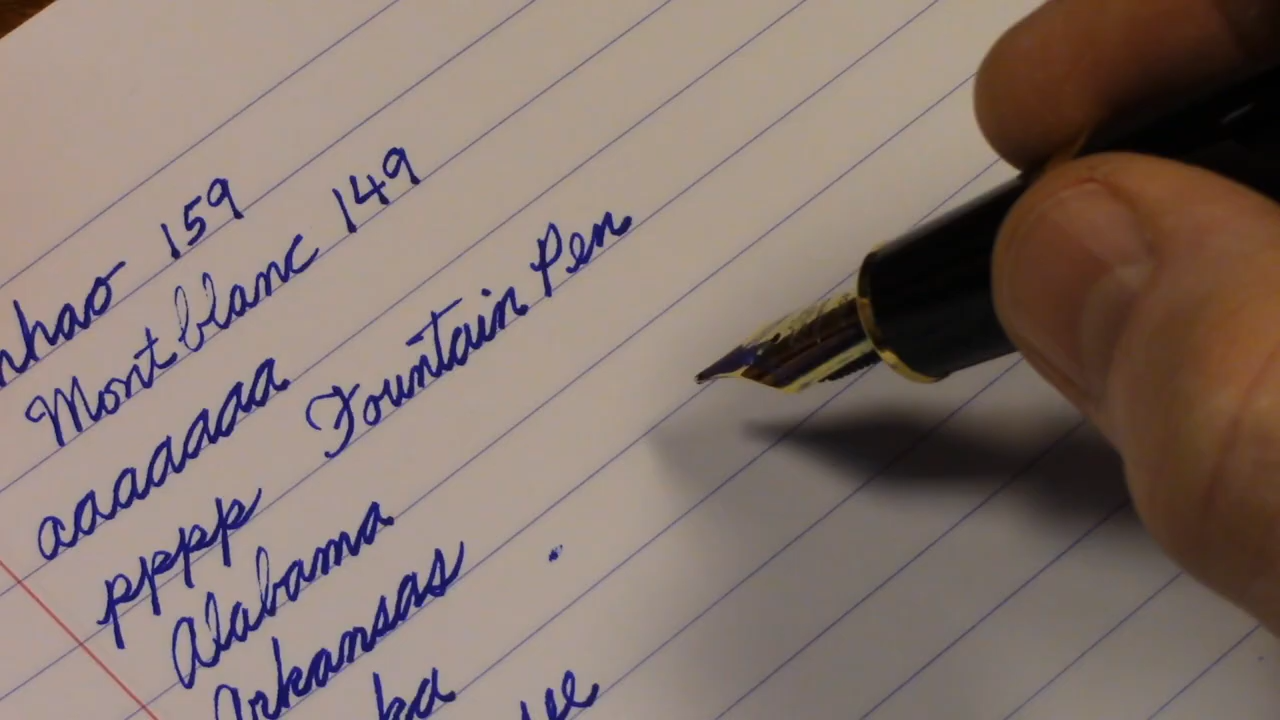 nhao 159
Montblanc 149
aaaaaaa
pppp Fountain Pen
Alabama
Arkansas